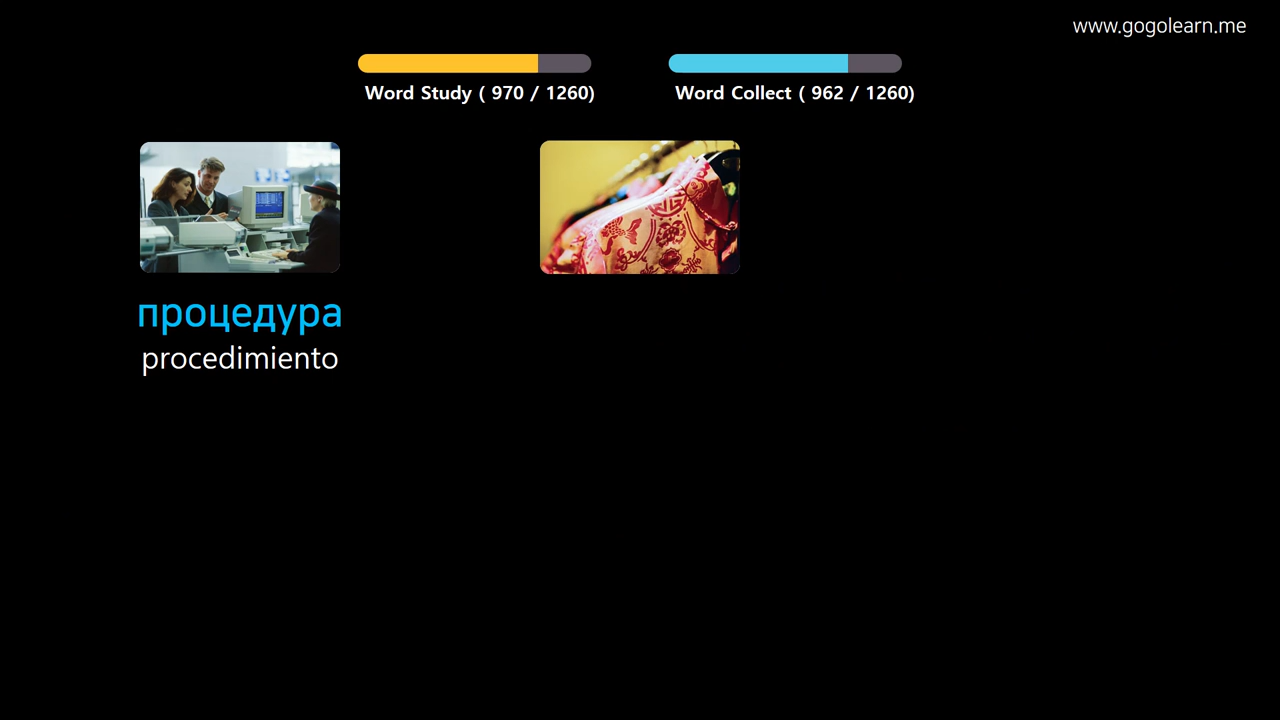 www.gogolearn.me
Word Study ( 970 / 1260)
Word Collect ( 962 / 1260)
процедура
procedimiento